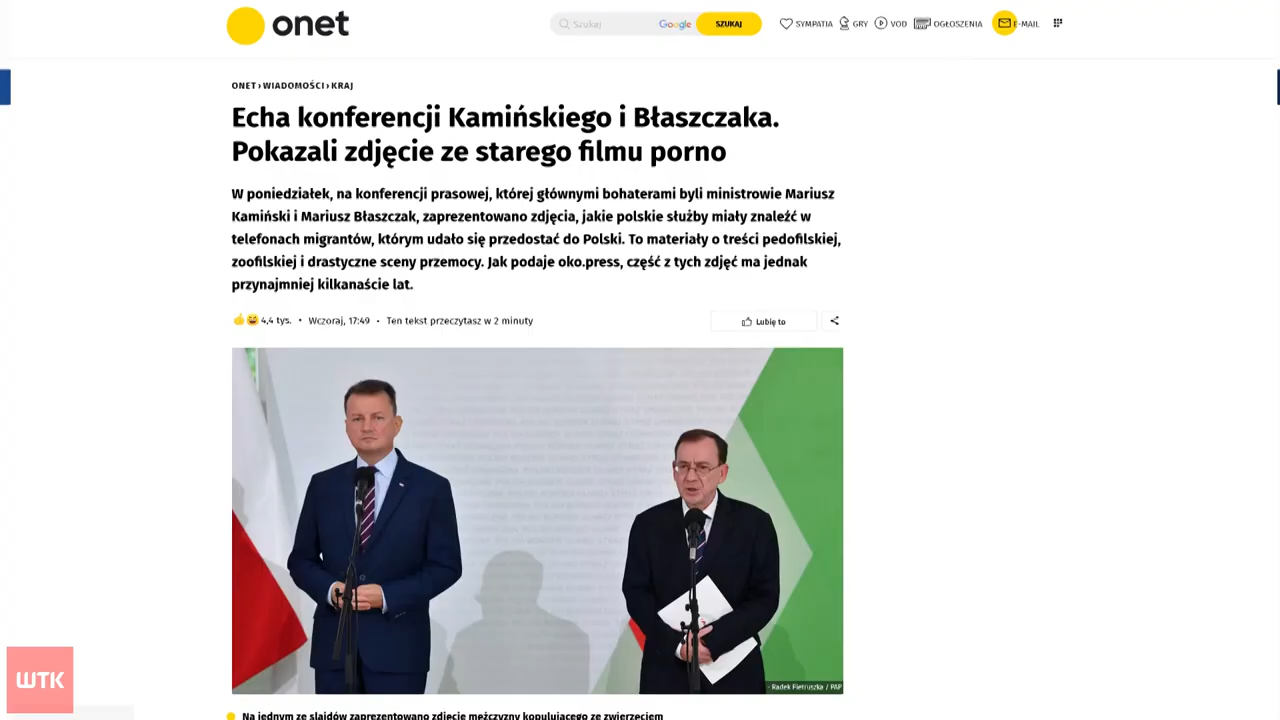 onet
Szukaj Google SZUKAJ SYMPATIA GRY VOD OGŁOSZENIA E-MAIL
ONET › WIADOMOŚCI › KRAJ
Echa konferencji Kamińskiego i Błaszczaka.
Pokazali zdjęcie ze starego filmu porno
W poniedziałek, na konferencji prasowej, której głównymi bohaterami byli ministrowie Mariusz
Kamiński i Mariusz Błaszczak, zaprezentowano zdjęcia, jakie polskie służby miały znaleźć w
telefonach migrantów, którym udało się przedostać do Polski. To materiały o treści pedofilskiej,
zoofilskiej i drastyczne sceny przemocy. Jak podaje oko.press, część z tych zdjęć ma jednak
przynajmniej kilkanaście lat.
4,4 tys. • Wczoraj, 17:49 • Ten tekst przeczytasz w 2 minuty
Lubię to
- Radek Pietruszka / PAP
WTK
Na jednym ze slajdów zaprezentowano zdjęcie mężczyzny kopulującego ze zwierzęciem